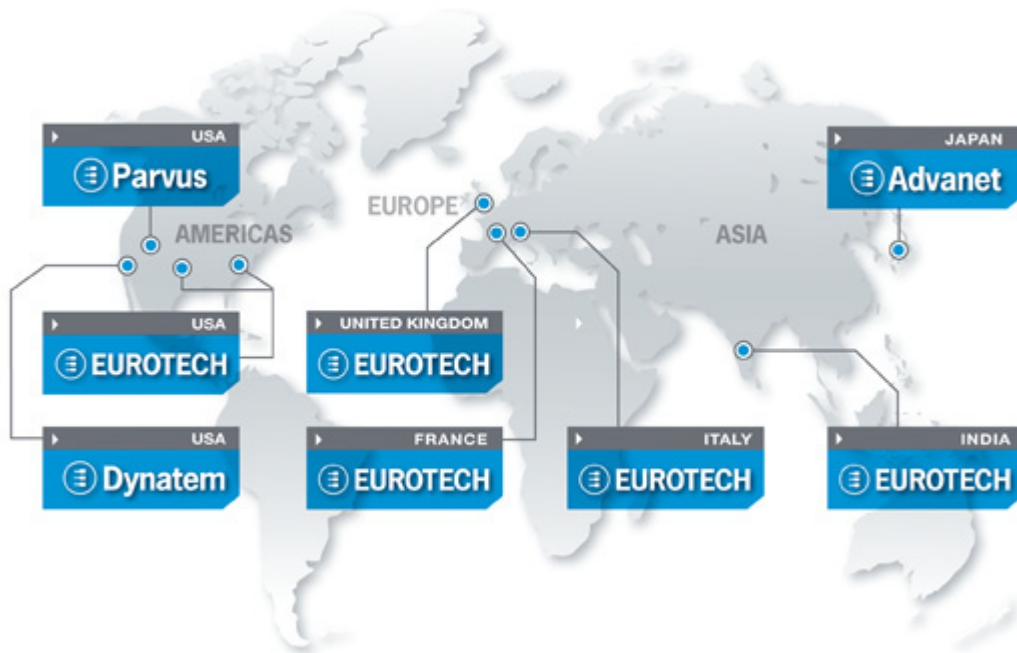 USA
Parvus
JAPAN
Advanet
EUROPE
AMERICAS
ASIA
USA
EUROTECH
UNITED KINGDOM
EUROTECH
USA
Dynatem
FRANCE
EUROTECH
ITALY
EUROTECH
INDIA
EUROTECH